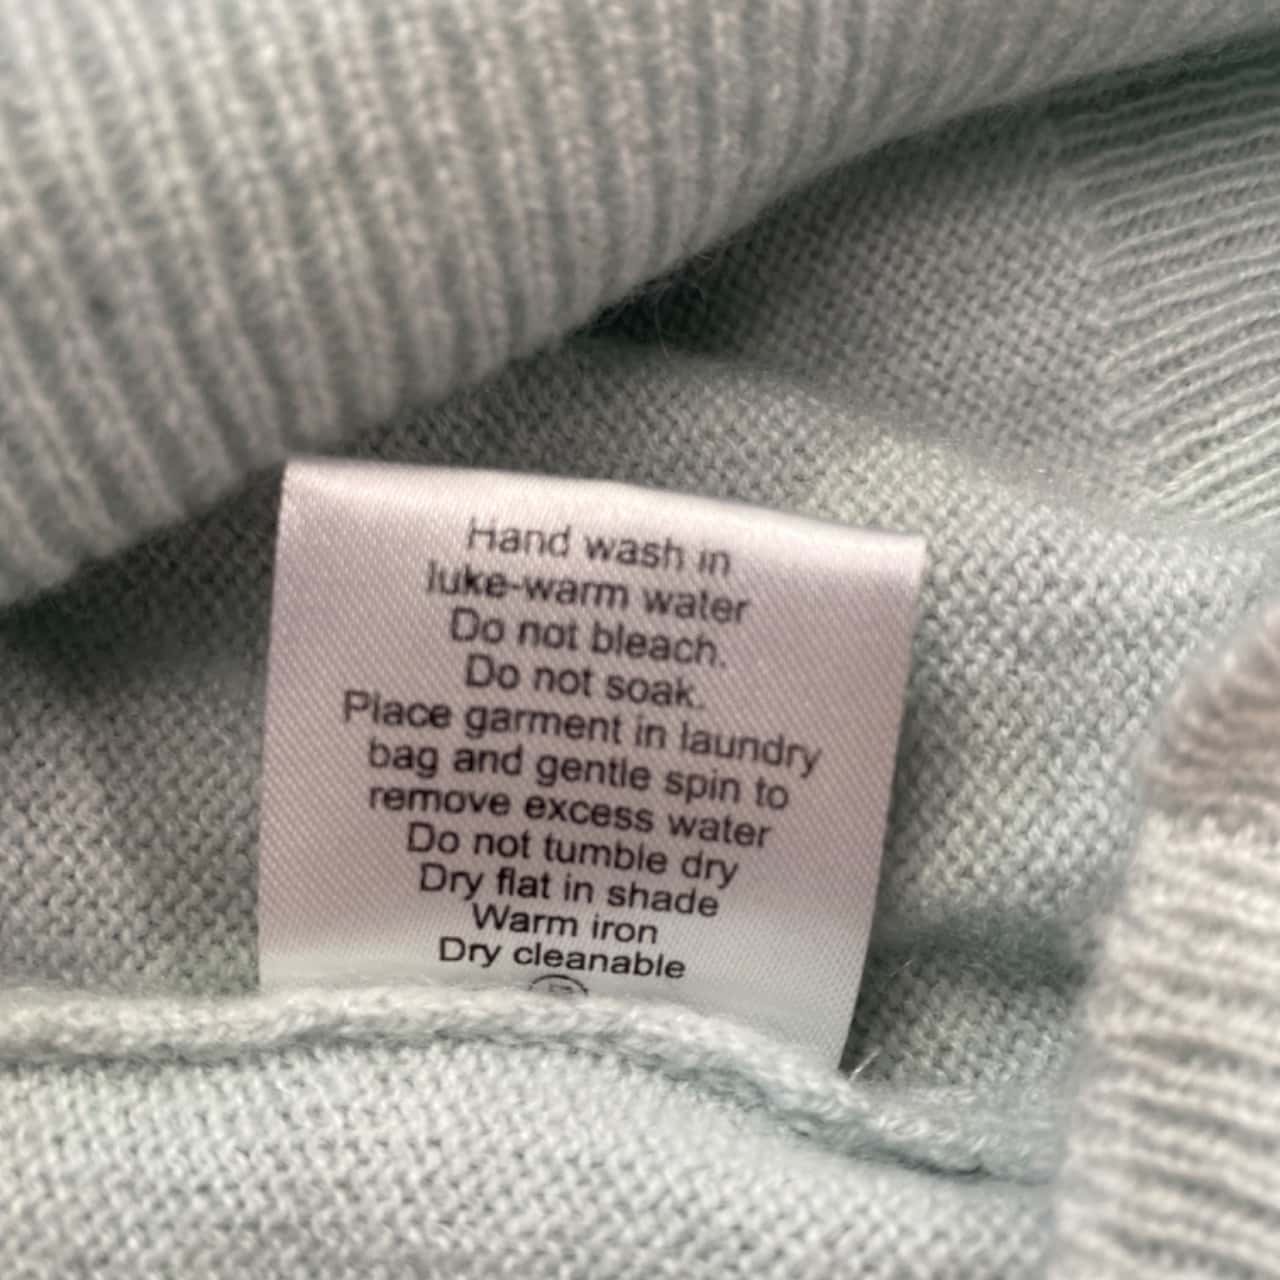 Hand wash in
luke-warm water
Do not bleach.
Do not soak.
Place garment in laundry
bag and gentle spin to
remove excess water
Do not tumble dry
Dry flat in shade
Warm iron
Dry cleanable